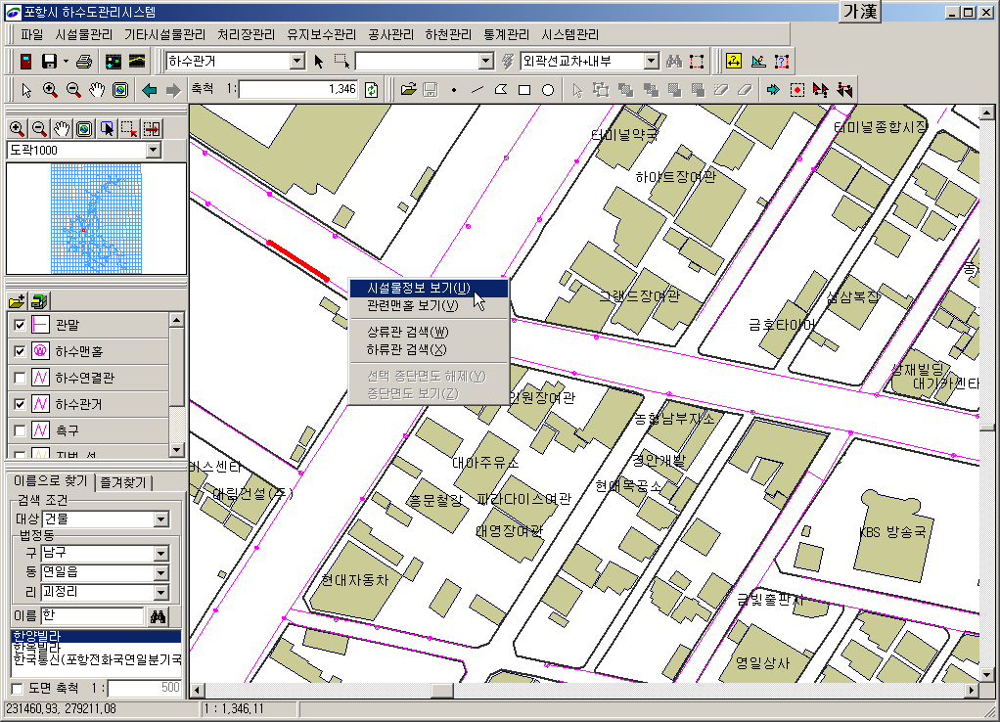 포항시 하수도관리시스템
가漢
파일 시설물관리 기타시설물관리 처리장관리 유지보수관리 공사관리 하천관리 통계관리 시스템관리
하수관거
외곽선교차+내부
축척 1: 1,346
도곽1000
관말
하수맨홀
하수연결관
하수관거
측구
이름으로 찾기
즐겨찾기
검색 조건
대상 건물
법정동
구 남구
동 연일읍
리 괴정리
이름 한
한양빌라
한옥빌라
한국통신(포항전화국연일분기국
도면 축척 1: 500
231460,93, 279211,08
1 : 1,346,11
시설물정보 보기(U)
관련맨홀 보기(V)
상류관 검색(W)
하류관 검색(X)
선택 종단면도 해제(Y)
종단면도 보기(Z)
터미널약국
터미널종합시장
하야트장여관
그랜드장여관
금호타이어
삼삼복집
대기카센타
인원장여관
농협남부지소
경안개발
현대목공소
대아주유소
홍문철강
파라다이스여관
대영장여관
현대자동차
이스센타
대림건설(주)
KBS 방송국
금빛출판사
영일상사